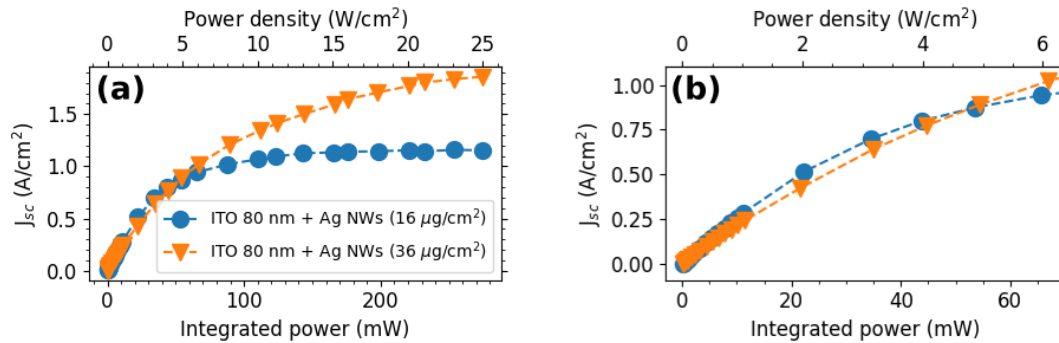 Power density (W/cm²)
0 5 10 15 20 25
(a)
J_sc (A/cm²)
1.5
1.0
0.5
0.0
ITO 80 nm + Ag NWs (16 μg/cm²)
ITO 80 nm + Ag NWs (36 μg/cm²)
0 100 200
Integrated power (mW)
Power density (W/cm²)
0 2 4 6
(b)
J_sc (A/cm²)
1.00
0.75
0.50
0.25
0.00
0 20 40 60
Integrated power (mW)